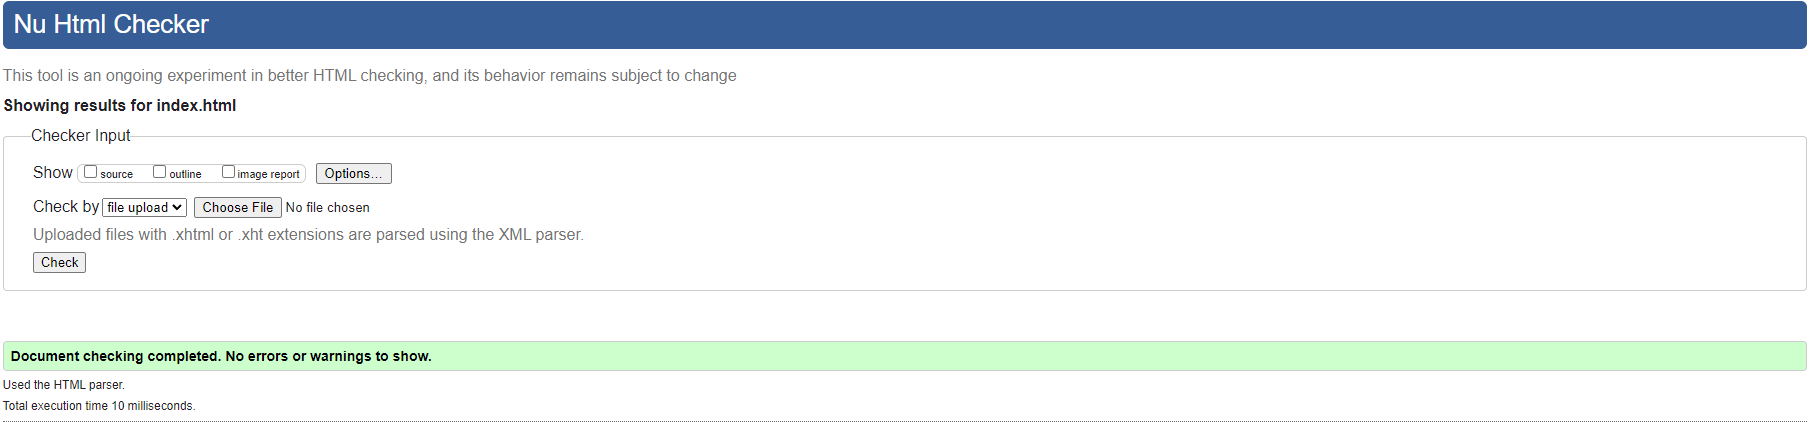 Nu Html Checker
This tool is an ongoing experiment in better HTML checking, and its behavior remains subject to change
Showing results for index.html
Checker Input
Show source outline image report Options...
Check by file upload Choose File No file chosen
Uploaded files with .xhtml or .xht extensions are parsed using the XML parser.
Check
Document checking completed. No errors or warnings to show.
Used the HTML parser.
Total execution time 10 milliseconds.